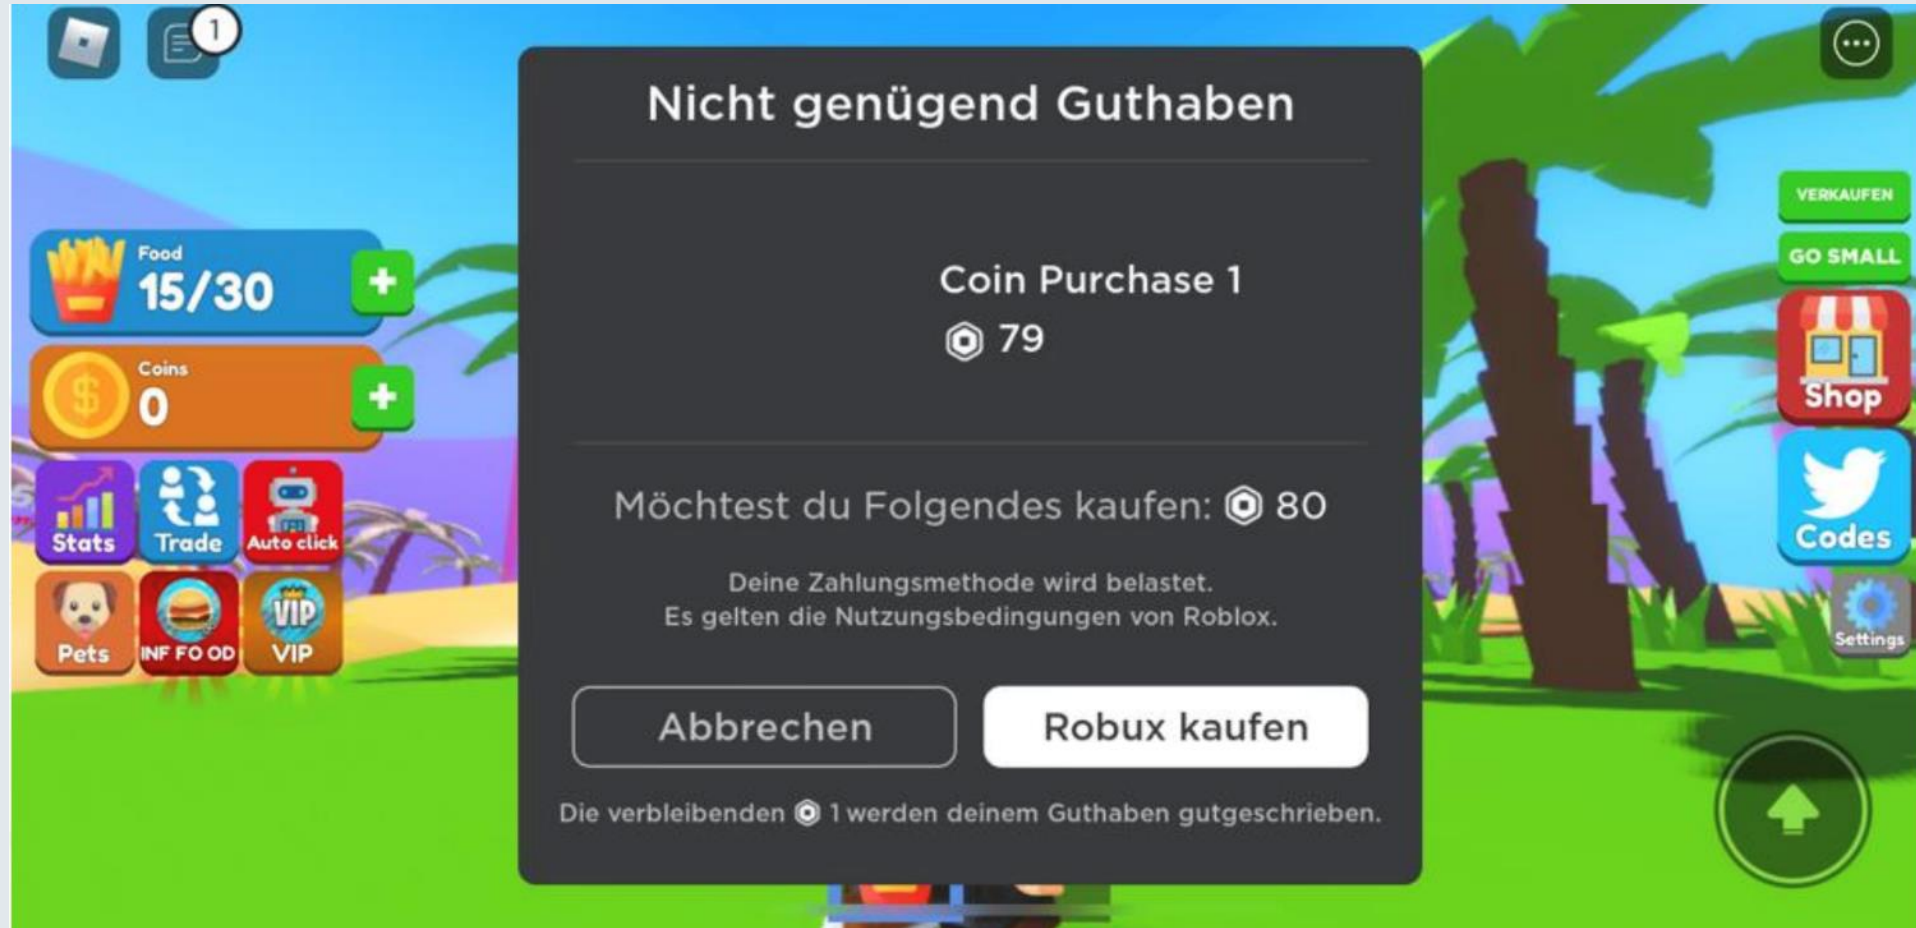 1
Nicht genügend Guthaben
Coin Purchase 1
79
Möchtest du Folgendes kaufen: 80
Deine Zahlungsmethode wird belastet.
Es gelten die Nutzungsbedingungen von Roblox.
Abbrechen
Robux kaufen
Die verbleibenden 1 werden deinem Guthaben gutgeschrieben.
Food
15/30
+
Coins
$
0
+
Stats
Trade
Auto click
Pets
INF FO OD
VIP
VIP
VERKAUFEN
GO SMALL
Shop
Codes
Settings